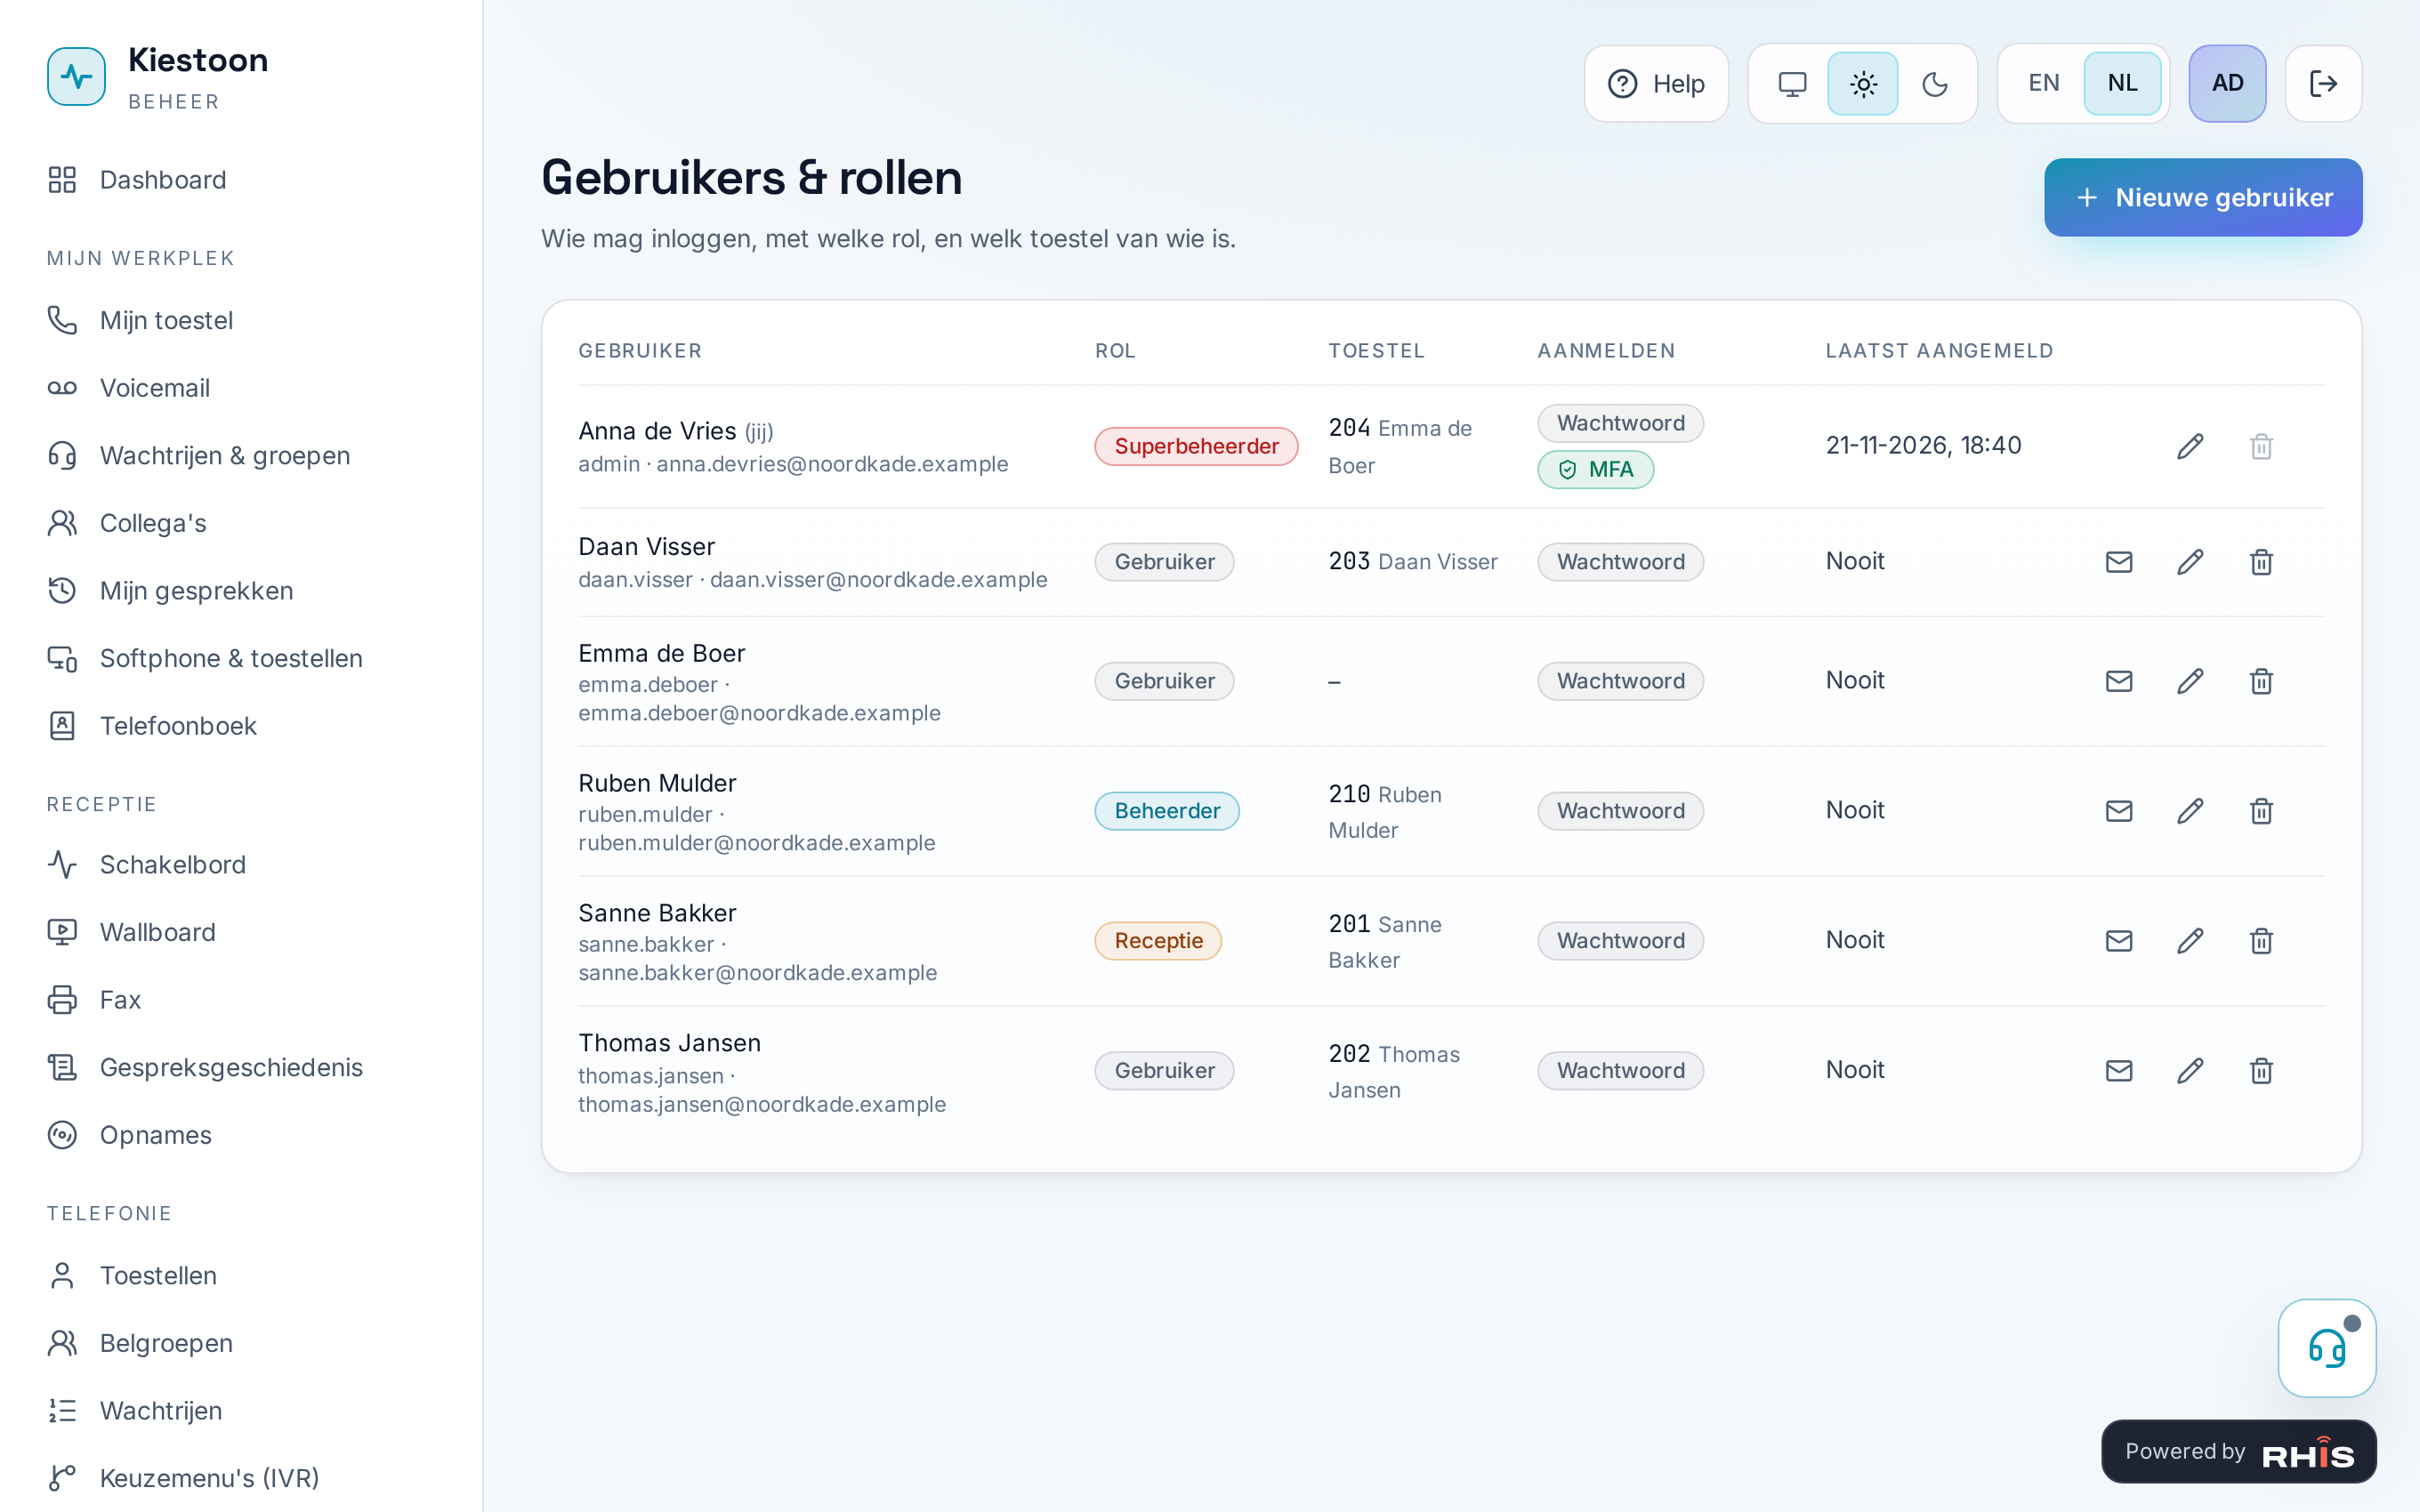 Kiestoon
BEHEER
Dashboard
MIJN WERKPLEK
Mijn toestel
Voicemail
Wachtrijen & groepen
Collega's
Mijn gesprekken
Softphone & toestellen
Telefoonboek
RECEPTIE
Schakelbord
Wallboard
Fax
Gespreksgeschiedenis
Opnames
TELEFONIE
Toestellen
Belgroepen
Wachtrijen
Keuzemenu's (IVR)
Help
EN
NL
AD
Gebruikers & rollen
Wie mag inloggen, met welke rol, en welk toestel van wie is.
Nieuwe gebruiker
GEBRUIKER ROL TOESTEL AANMELDEN LAATST AANGEMELD
Anna de Vries (jij)
admin · anna.devries@noordkade.example
Superbeheerder
204 Emma de
Boer
Wachtwoord
MFA
21-11-2026, 18:40
Daan Visser
daan.visser · daan.visser@noordkade.example
Gebruiker
203 Daan Visser
Wachtwoord
Nooit
Emma de Boer
emma.deboer ·
emma.deboer@noordkade.example
Gebruiker
–
Wachtwoord
Nooit
Ruben Mulder
ruben.mulder ·
ruben.mulder@noordkade.example
Beheerder
210 Ruben
Mulder
Wachtwoord
Nooit
Sanne Bakker
sanne.bakker ·
sanne.bakker@noordkade.example
Receptie
201 Sanne
Bakker
Wachtwoord
Nooit
Thomas Jansen
thomas.jansen ·
thomas.jansen@noordkade.example
Gebruiker
202 Thomas
Jansen
Wachtwoord
Nooit
Powered by RHIS